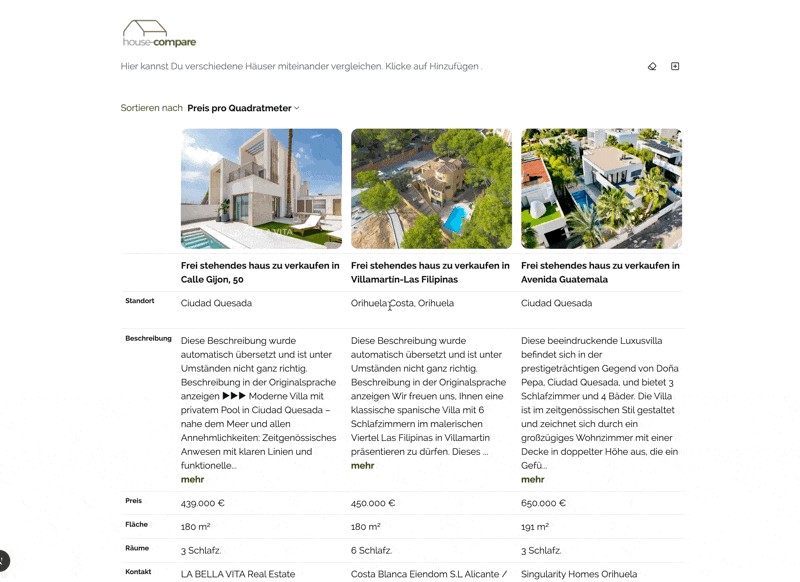 house-compare
Hier kannst Du verschiedene Häuser miteinander vergleichen. Klicke auf Hinzufügen .
Sortieren nach Preis pro Quadratmeter
VITA
Frei stehendes haus zu verkaufen in
Calle Gijon, 50
Frei stehendes haus zu verkaufen in
Villamartín-Las Filipinas
Frei stehendes haus zu verkaufen in
Avenida Guatemala
Standort
Ciudad Quesada
Orihuela Costa, Orihuela
Ciudad Quesada
Beschreibung
Diese Beschreibung wurde
automatisch übersetzt und ist unter
Umständen nicht ganz richtig.
Beschreibung in der Originalsprache
anzeigen ▶▶▶ Moderne Villa mit
privatem Pool in Ciudad Quesada –
nahe dem Meer und allen
Annehmlichkeiten: Zeitgenössisches
Anwesen mit klaren Linien und
funktionelle...
mehr
Diese Beschreibung wurde
automatisch übersetzt und ist unter
Umständen nicht ganz richtig.
Beschreibung in der Originalsprache
anzeigen Wir freuen uns, Ihnen eine
klassische spanische Villa mit 6
Schlafzimmern im malerischen
Viertel Las Filipinas in Villamartín
präsentieren zu dürfen. Dieses ...
mehr
Diese beeindruckende Luxusvilla
befindet sich in der
prestigeträchtigen Gegend von Doña
Pepa, Ciudad Quesada, und bietet 3
Schlafzimmer und 4 Bäder. Die Villa
ist im zeitgenössischen Stil gestaltet
und zeichnet sich durch ein
großzügiges Wohnzimmer mit einer
Decke in doppelter Höhe aus, die ein
Gefü...
mehr
Preis
439.000 €
450.000 €
650.000 €
Fläche
180 m²
180 m²
191 m²
Räume
3 Schlafz.
6 Schlafz.
3 Schlafz.
Kontakt
LA BELLA VITA Real Estate
Costa Blanca Eiendom S.L Alicante /
Singularity Homes Orihuela